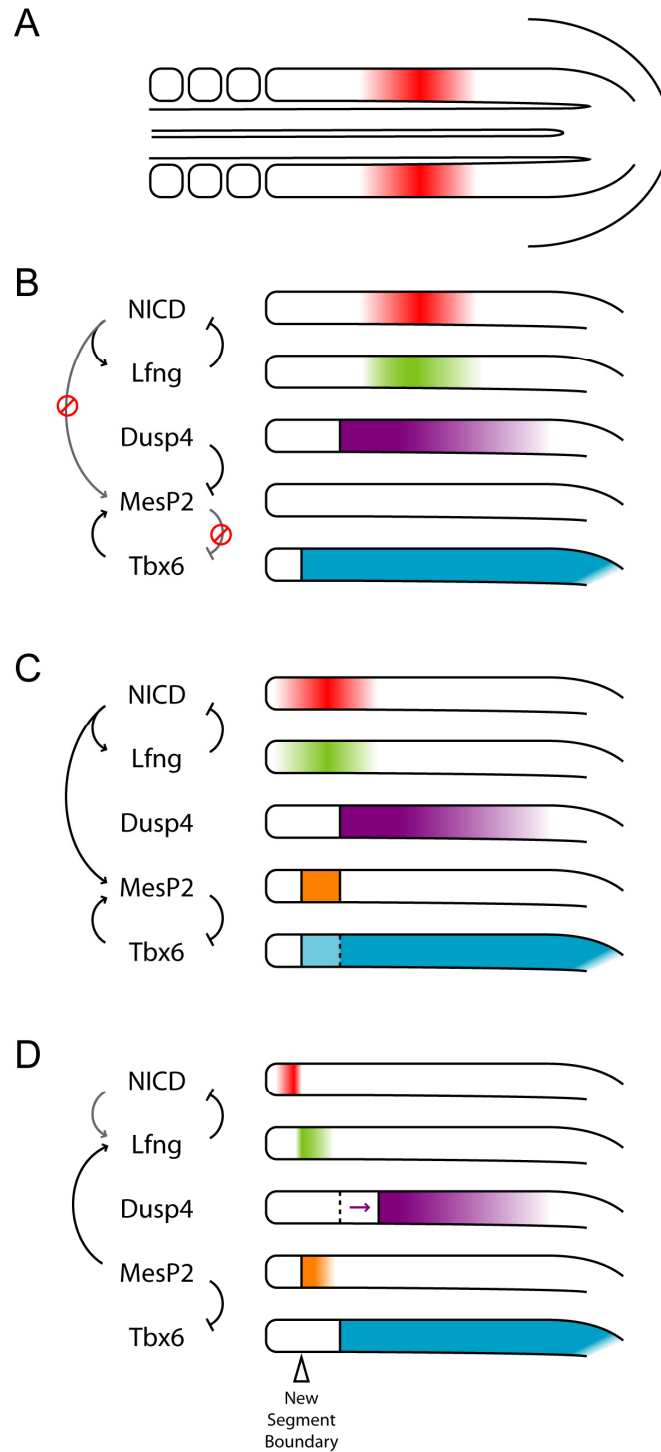 A
B
NICD
Lfng
Dusp4
MesP2
Tbx6
C
NICD
Lfng
Dusp4
MesP2
Tbx6
D
NICD
Lfng
Dusp4
MesP2
Tbx6
New
Segment
Boundary